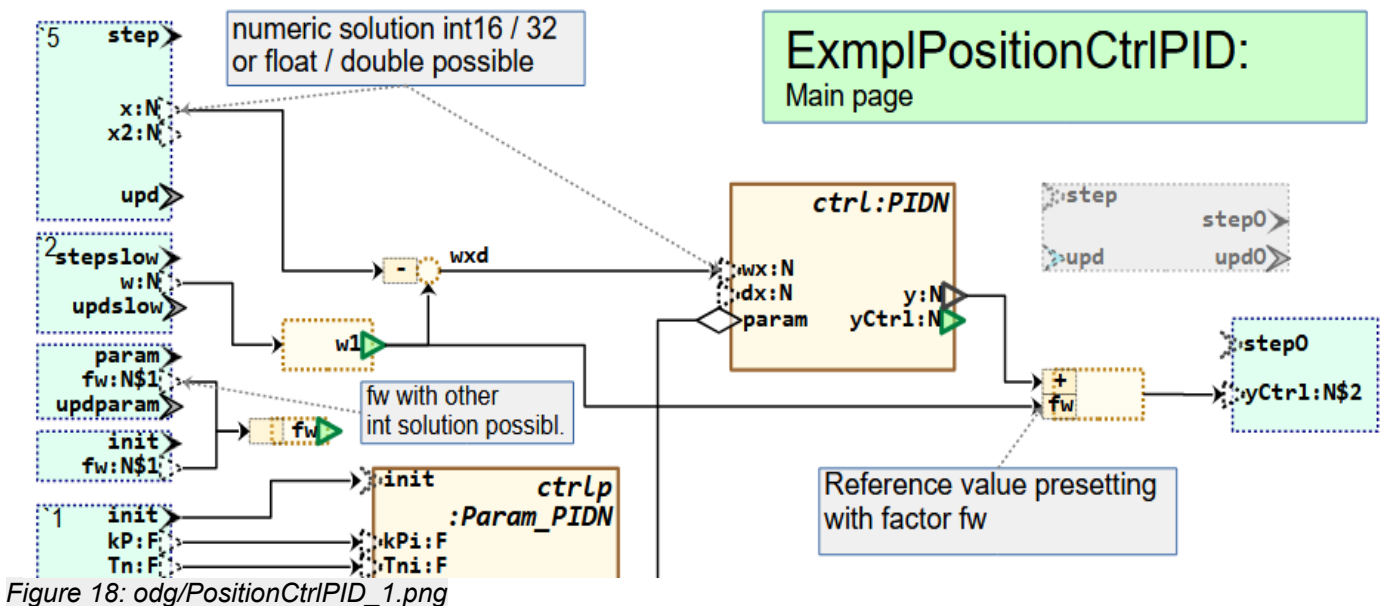 `5
step
x:N
x2:N
upd
numeric solution int16 / 32
or float / double possible
ExmplPositionCtrlPID:
Main page
2
stepslow
w:N
updslow
w1
-
wxd
ctrl:PIDN
wx:N
dx:N
param
y:N
yCtrl:N
step
stepO
upd
updO
param
fw:N$1
updparam
init
fw:N$1
fw
fw with other
int solution possibl.
+
fw
stepO
yCtrl:N$2
Reference value presetting
with factor fw
`1
init
kP:F
Tn:F
init
ctrlp
:Param_PIDN
kPi:F
Tni:F
Figure 18: odg/PositionCtrlPID_1.png